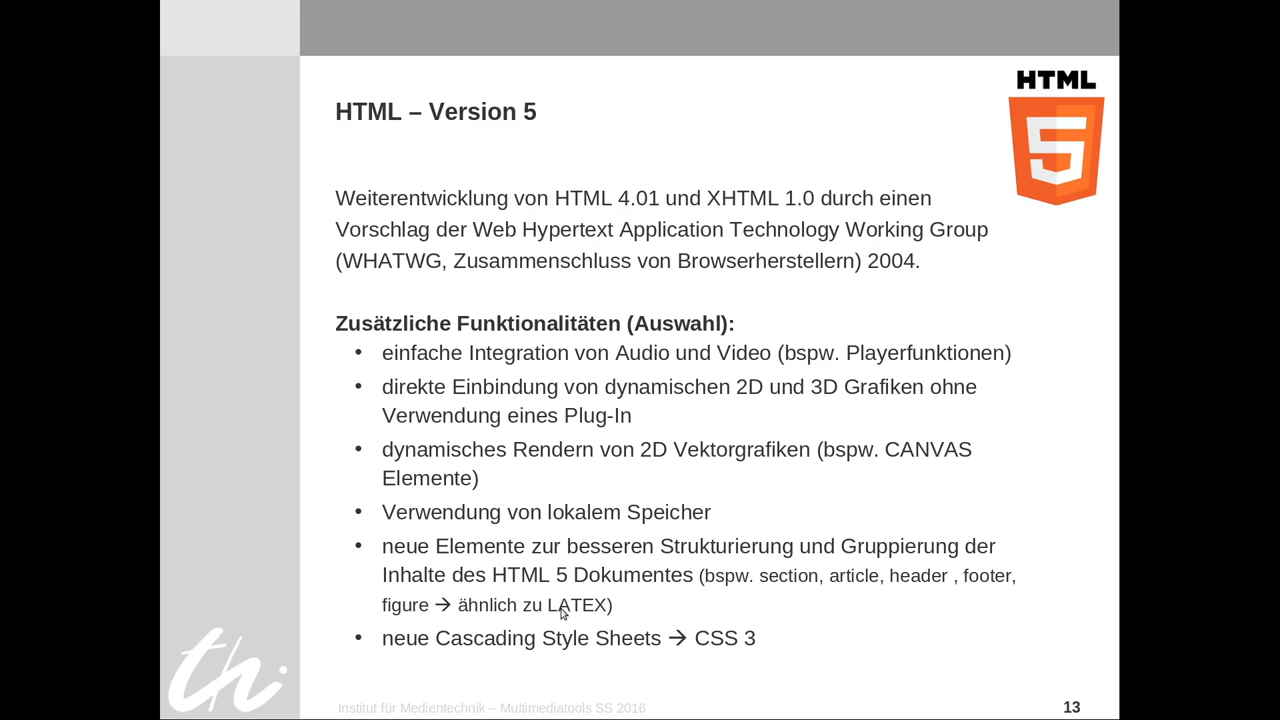 HTML
5
HTML – Version 5
Weiterentwicklung von HTML 4.01 und XHTML 1.0 durch einen
Vorschlag der Web Hypertext Application Technology Working Group
(WHATWG, Zusammenschluss von Browserherstellern) 2004.
Zusätzliche Funktionalitäten (Auswahl):
• einfache Integration von Audio und Video (bspw. Playerfunktionen)
• direkte Einbindung von dynamischen 2D und 3D Grafiken ohne
Verwendung eines Plug-In
• dynamisches Rendern von 2D Vektorgrafiken (bspw. CANVAS
Elemente)
• Verwendung von lokalem Speicher
• neue Elemente zur besseren Strukturierung und Gruppierung der
Inhalte des HTML 5 Dokumentes (bspw. section, article, header , footer,
figure → ähnlich zu LATEX)
• neue Cascading Style Sheets → CSS 3
th
Institut für Medientechnik – Multimediatools SS 2016
13